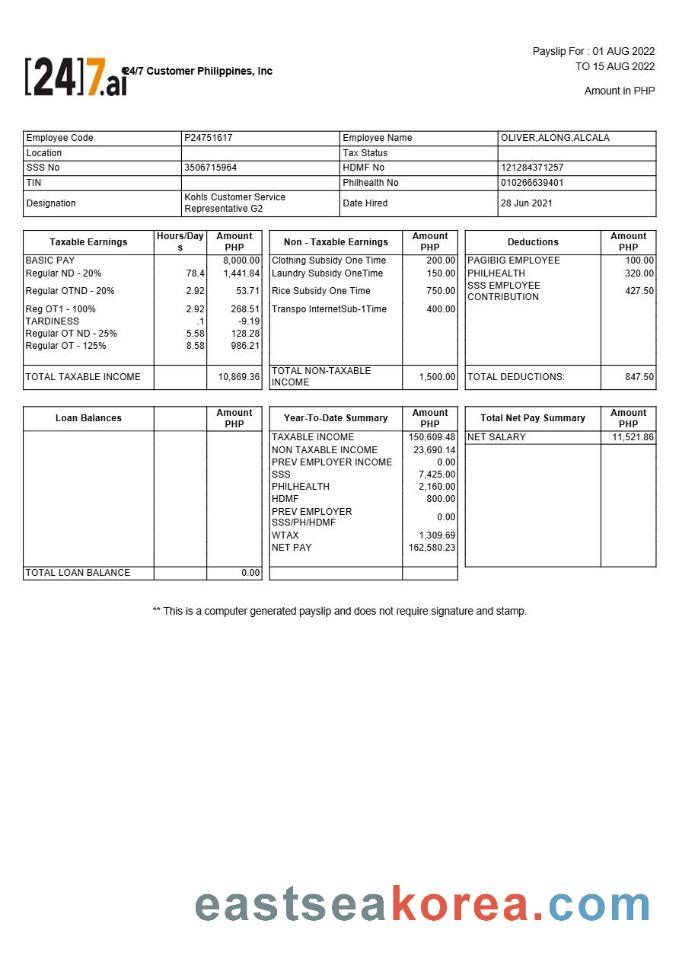 Payslip For : 01 AUG 2022
TO 15 AUG 2022
Amount in PHP
[24]7.ai
24/7 Customer Philippines, Inc
Employee Code P24751617 Employee Name OLIVER,ALONG,ALCALA
Location Tax Status
SSS No 3506715964 HDMF No 121284371257
TIN Philhealth No 010266639401
Designation Kohls Customer Service Representative G2 Date Hired 28 Jun 2021
Taxable Earnings Hours/Days Amount PHP
BASIC PAY 8,000.00
Regular ND - 20% 78.4 1,441.84
Regular OTND - 20% 2.92 53.71
Reg OT1 - 100% 2.92 268.51
TARDINESS .1 -9.19
Regular OT ND - 25% 5.58 128.28
Regular OT - 125% 8.58 986.21
TOTAL TAXABLE INCOME 10,869.36
Non - Taxable Earnings Amount PHP
Clothing Subsidy One Time 200.00
Laundry Subsidy OneTime 150.00
Rice Subsidy One Time 750.00
Transpo InternetSub-1Time 400.00
TOTAL NON-TAXABLE INCOME 1,500.00
Deductions Amount PHP
PAGIBIG EMPLOYEE 100.00
PHILHEALTH 320.00
SSS EMPLOYEE CONTRIBUTION 427.50
TOTAL DEDUCTIONS: 847.50
Loan Balances Amount PHP
TOTAL LOAN BALANCE 0.00
Year-To-Date Summary Amount PHP
TAXABLE INCOME 150,609.48
NON TAXABLE INCOME 23,690.14
PREV EMPLOYER INCOME 0.00
SSS 7,425.00
PHILHEALTH 2,160.00
HDMF 800.00
PREV EMPLOYER SSS/PH/HDMF 0.00
WTAX 1,309.69
NET PAY 162,580.23
Total Net Pay Summary Amount PHP
NET SALARY 11,521.86
** This is a computer generated payslip and does not require signature and stamp.
eastseakorea.com